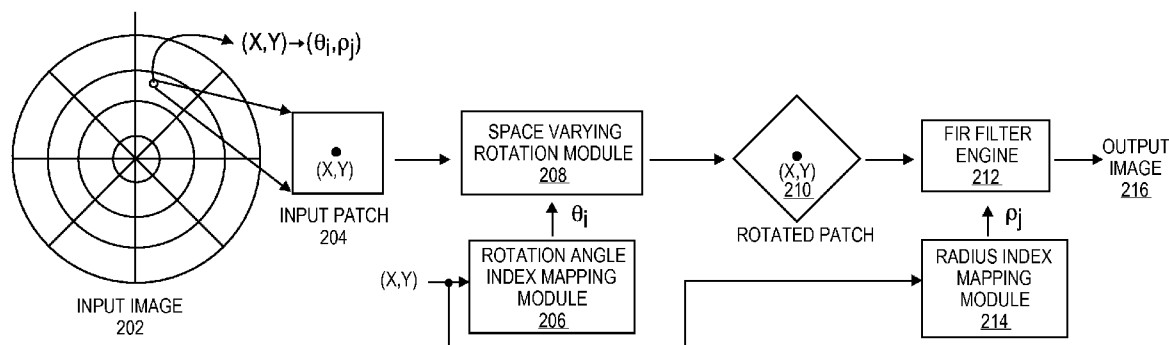 (X,Y)→(θi,ρj)
(X,Y)
INPUT PATCH
204
INPUT IMAGE
202
SPACE VARYING
ROTATION MODULE
208
θi
(X,Y)
ROTATION ANGLE
INDEX MAPPING
MODULE
206
(X,Y)
210
ROTATED PATCH
FIR FILTER
ENGINE
212
ρj
RADIUS INDEX
MAPPING
MODULE
214
OUTPUT
IMAGE
216